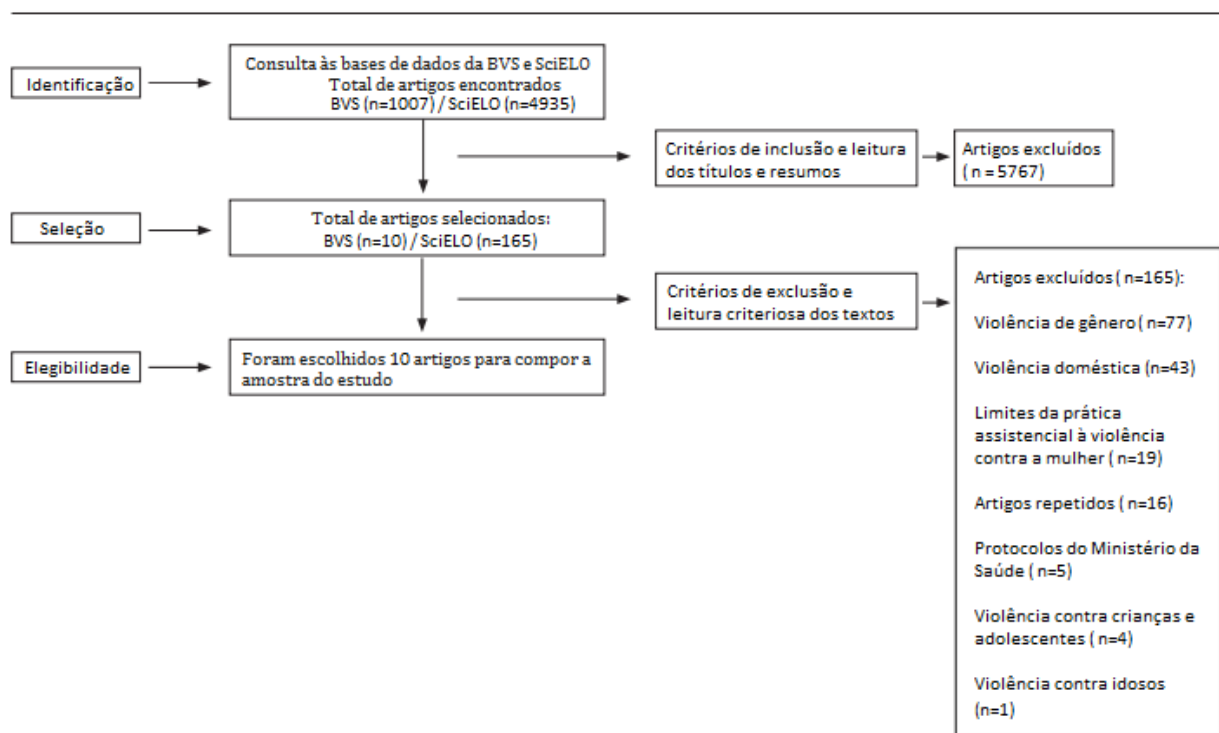 Identificação
Consulta às bases de dados da BVS e SciELO
Total de artigos encontrados
BVS (n=1007) / SciELO (n=4935)
Critérios de inclusão e leitura
dos títulos e resumos
Artigos excluídos
( n = 5767)
Seleção
Total de artigos selecionados:
BVS (n=10) / SciELO (n=165)
Critérios de exclusão e
leitura criteriosa dos textos
Artigos excluídos ( n=165):
Violência de gênero ( n=77)
Violência doméstica (n=43)
Limites da prática
assistencial à violência
contra a mulher ( n=19)
Artigos repetidos ( n=16)
Protocolos do Ministério da
Saúde ( n=5)
Violência contra crianças e
adolescentes ( n=4)
Violência contra idosos
(n=1)
Elegibilidade
Foram escolhidos 10 artigos para compor a
amostra do estudo